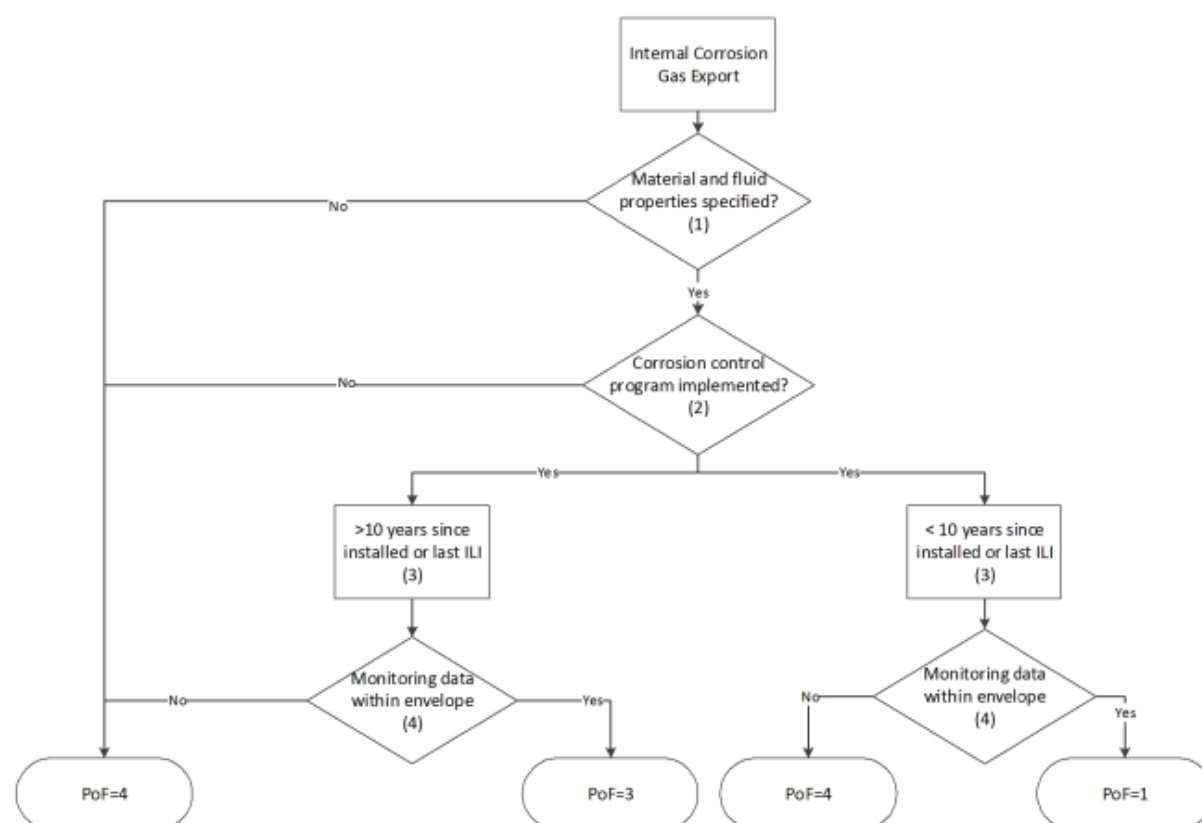 Internal Corrosion
Gas Export
Material and fluid
properties specified?
(1)
No
Yes
Corrosion control
program implemented?
(2)
No
Yes
Yes
>10 years since
installed or last ILI
(3)
< 10 years since
installed or last ILI
(3)
Monitoring data
within envelope
(4)
No
Yes
Monitoring data
within envelope
(4)
No
Yes
PoF=4
PoF=3
PoF=4
PoF=1